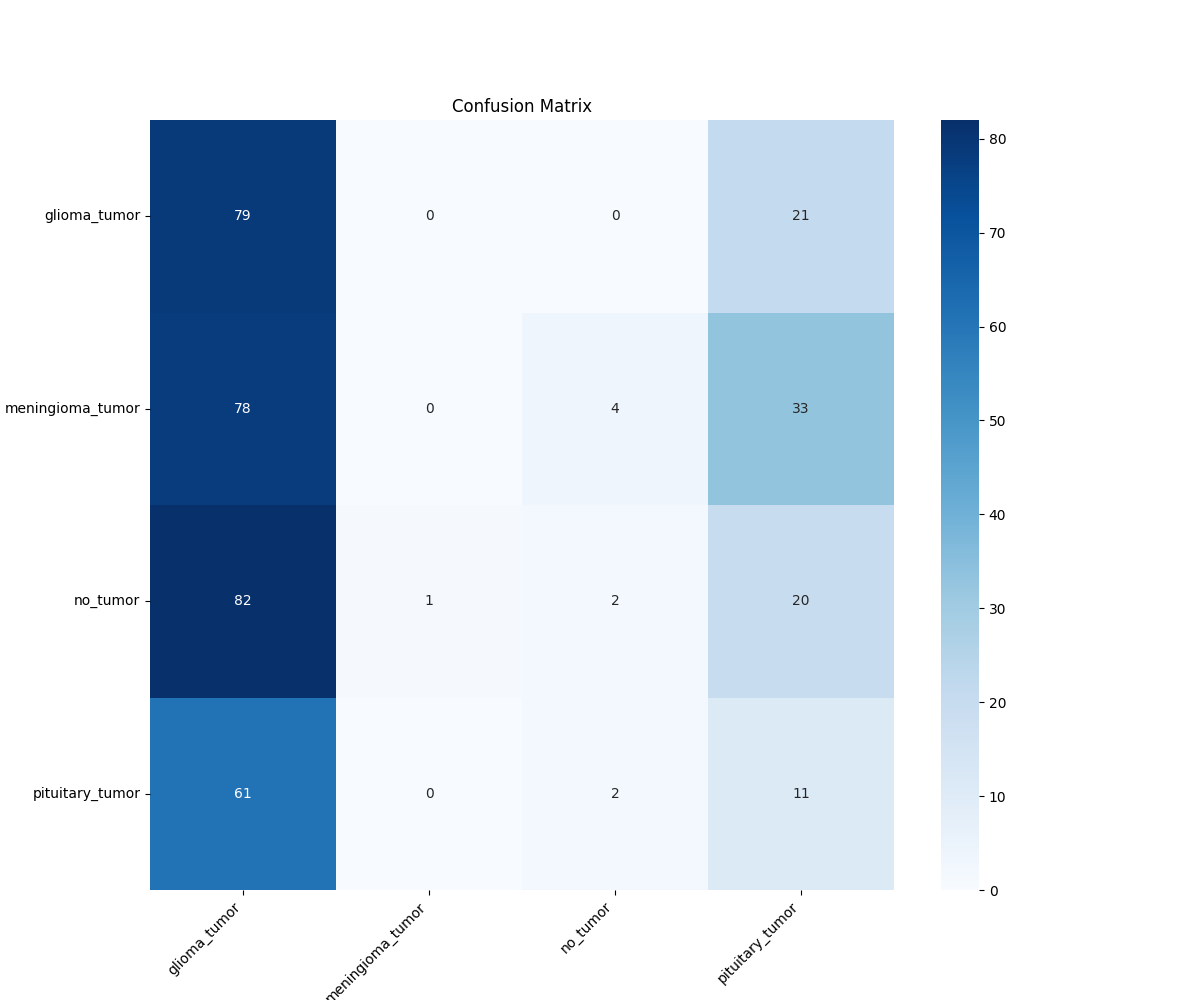 Confusion Matrix
glioma_tumor 79 0 0 21
meningioma_tumor 78 0 4 33
no_tumor 82 1 2 20
pituitary_tumor 61 0 2 11
glioma_tumor meningioma_tumor no_tumor pituitary_tumor
80
70
60
50
40
30
20
10
0